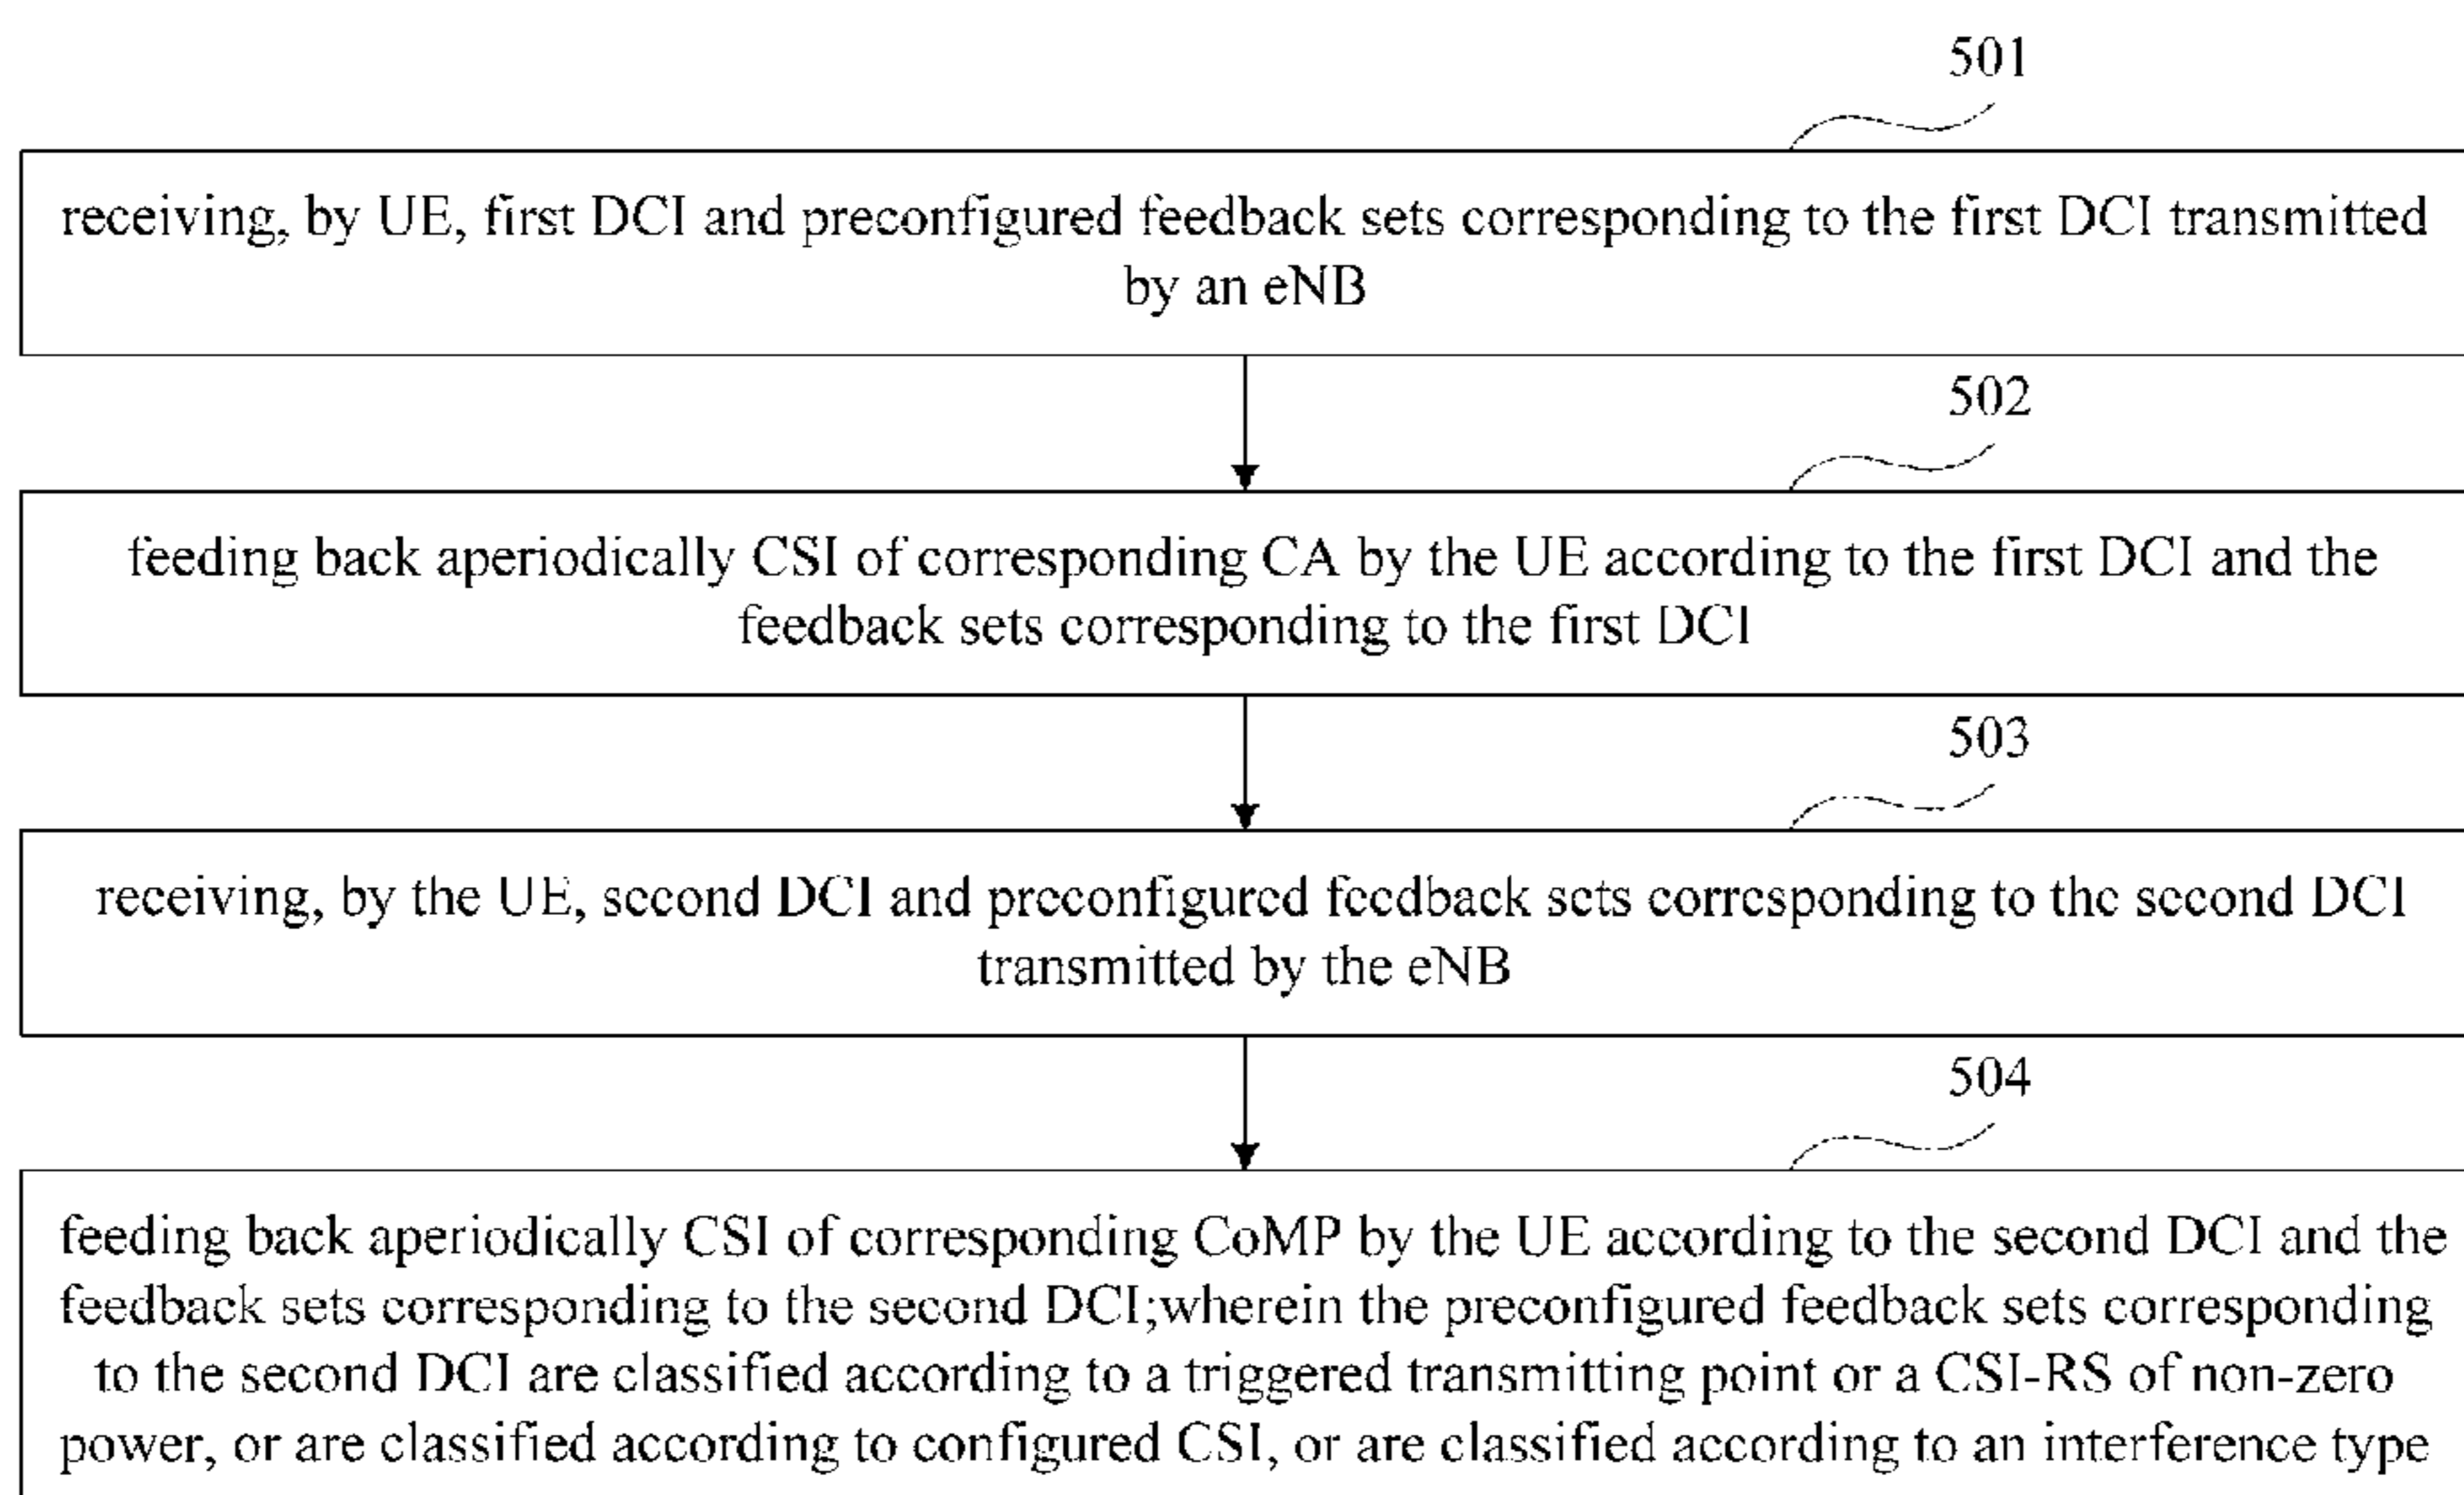 501
receiving, by UE, first DCI and preconfigured feedback sets corresponding to the first DCI transmitted
by an eNB
502
feeding back aperiodically CSI of corresponding CA by the UE according to the first DCI and the
feedback sets corresponding to the first DCI
503
receiving, by the UE, second DCI and preconfigured feedback sets corresponding to the second DCI
transmitted by the eNB
504
feeding back aperiodically CSI of corresponding CoMP by the UE according to the second DCI and the
feedback sets corresponding to the second DCI;wherein the preconfigured feedback sets corresponding
to the second DCI are classified according to a triggered transmitting point or a CSI-RS of non-zero
power, or are classified according to configured CSI, or are classified according to an interference type